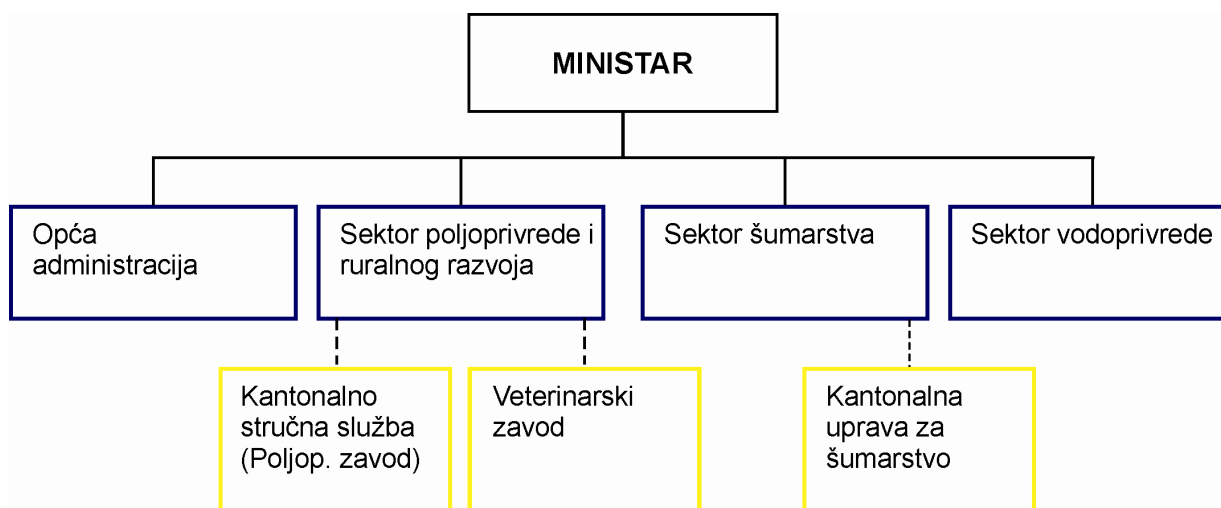 MINISTAR
Opća
administracija
Sektor poljoprivrede i
ruralnog razvoja
Sektor šumarstva
Sektor vodoprivrede
Kantonalno
stručna služba
(Poljop. zavod)
Veterinarski
zavod
Kantonalna
uprava za
šumarstvo